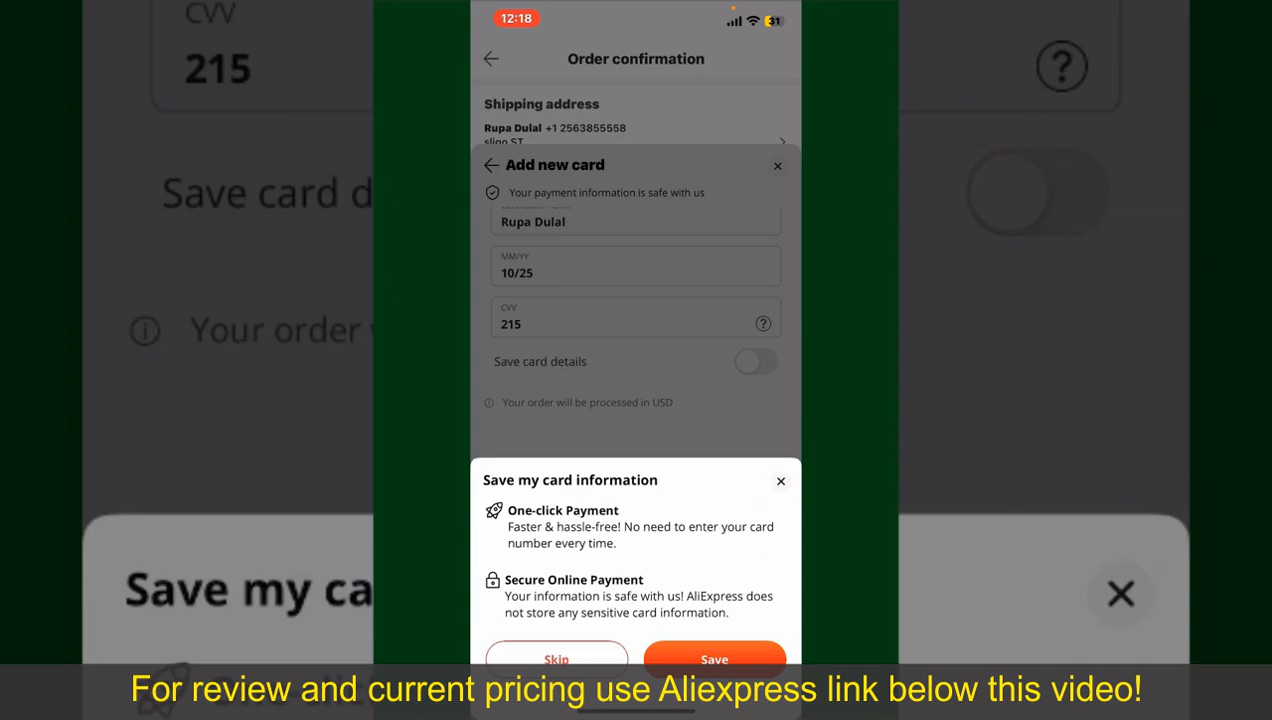 12:18
31
Order confirmation
Shipping address
Rupa Dulal +1 2563855558
sligo ST
Add new card
Your payment information is safe with us
Rupa Dulal
MM/YY
10/25
CVV
215
Save card details
Your order will be processed in USD
Save my card information
One-click Payment
Faster & hassle-free! No need to enter your card
number every time.
Secure Online Payment
Your information is safe with us! AliExpress does
not store any sensitive card information.
Skip
Save
CVV
215
Save card d
Your order
Save my ca
For review and current pricing use Aliexpress link below this video!